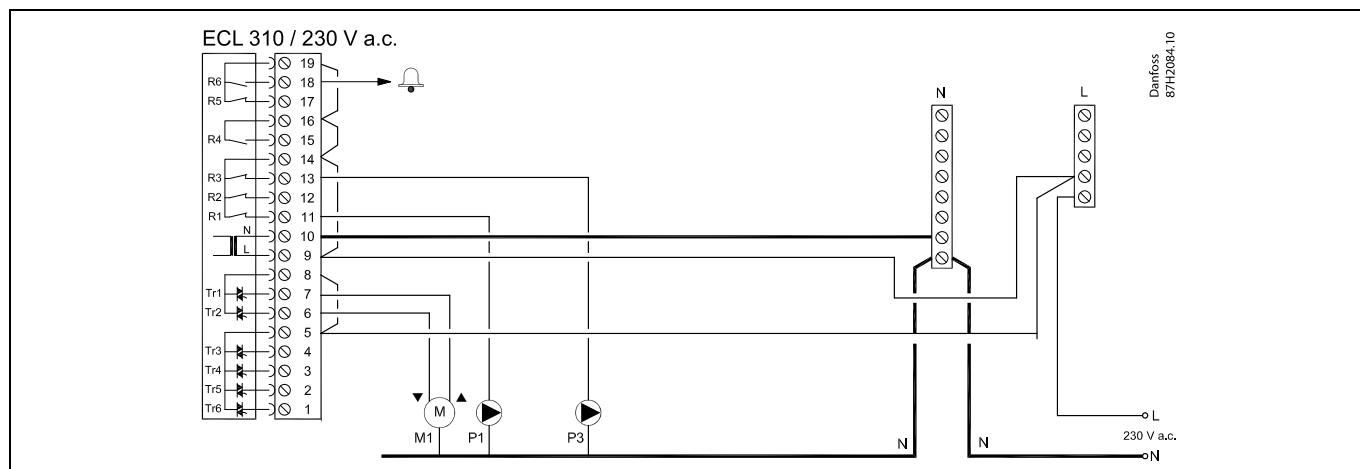 ECL 310 / 230 V a.c.
Danfoss
87H2084.10
19
R6 18
R5 17
16
R4 15
14
R3 13
R2 12
R1 11
N 10
L 9
8
Tr1 7
Tr2 6
5
Tr3 4
Tr4 3
Tr5 2
Tr6 1
N
L
M
M1
P1
P3
N
N
L
230 V a.c.
N